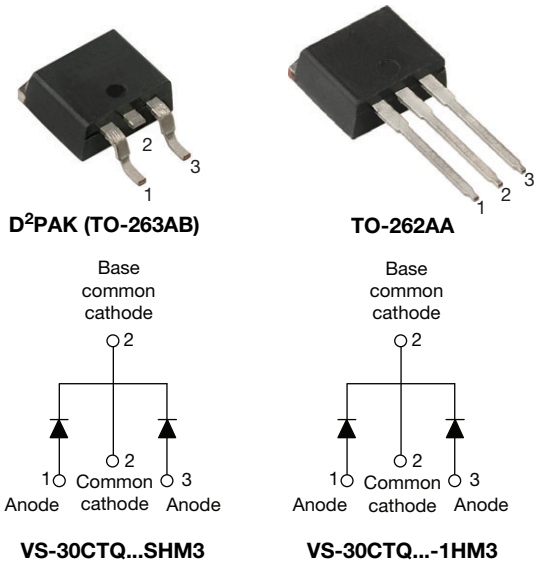 2
1
3
D²PAK (TO-263AB)
1
2
3
TO-262AA
Base
common
cathode
2
2
1
Common
3
Anode
cathode
Anode
VS-30CTQ...SHM3
Base
common
cathode
2
2
1
Common
3
Anode
cathode
Anode
VS-30CTQ...-1HM3